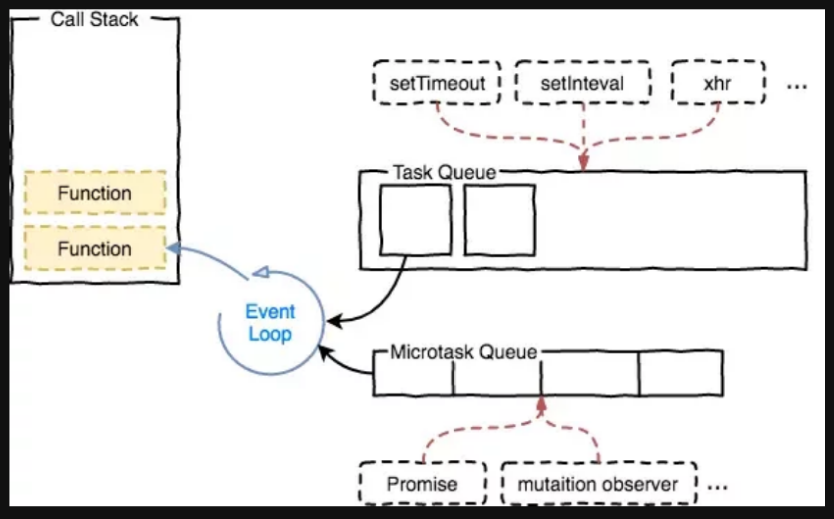 Call Stack
setTimeout
setInteval
xhr
...
Task Queue
Function
Function
Event
Loop
Microtask Queue
Promise
mutaition observer
...